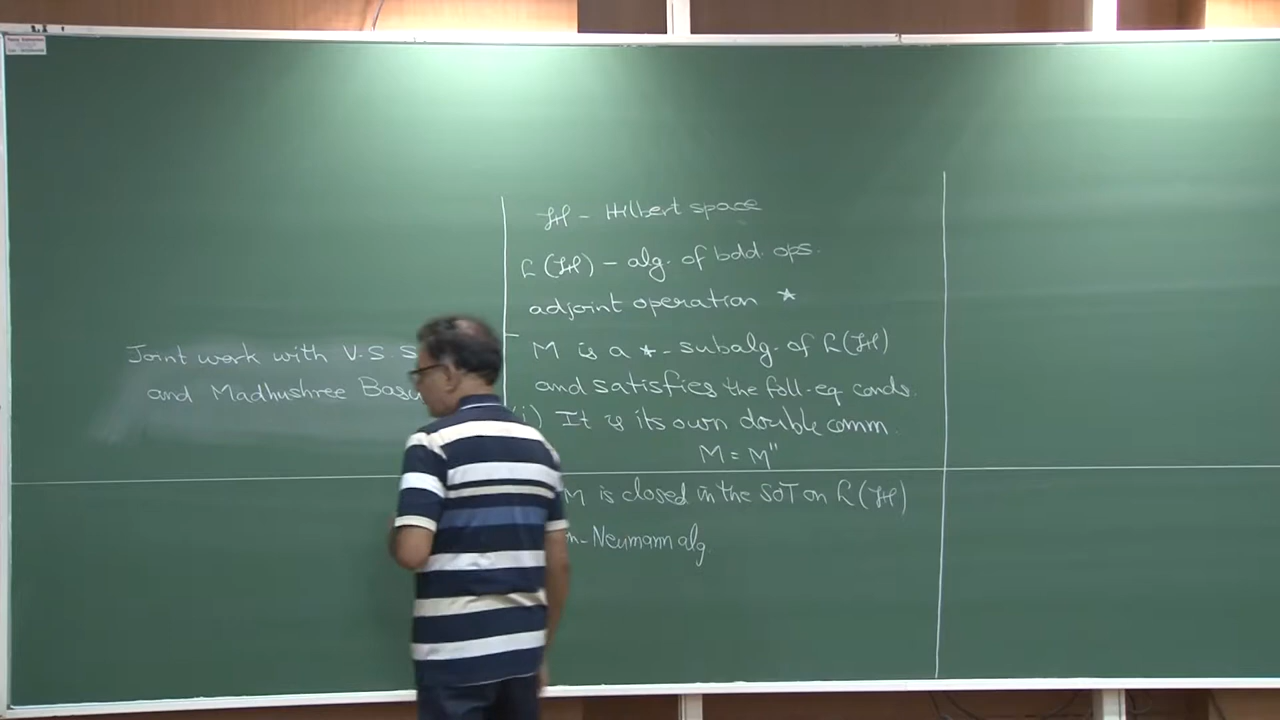 Joint work with V.S.S
and Madhushree Basu
H - Hilbert space
L(H) - alg. of bdd. ops.
adjoint operation *
M is a *-subalg. of L(H)
and satisfies the foll. eq conds.
(i) It is its own double comm.
M = M"
M is closed in the SOT on L(H)
on-Neumann alg.